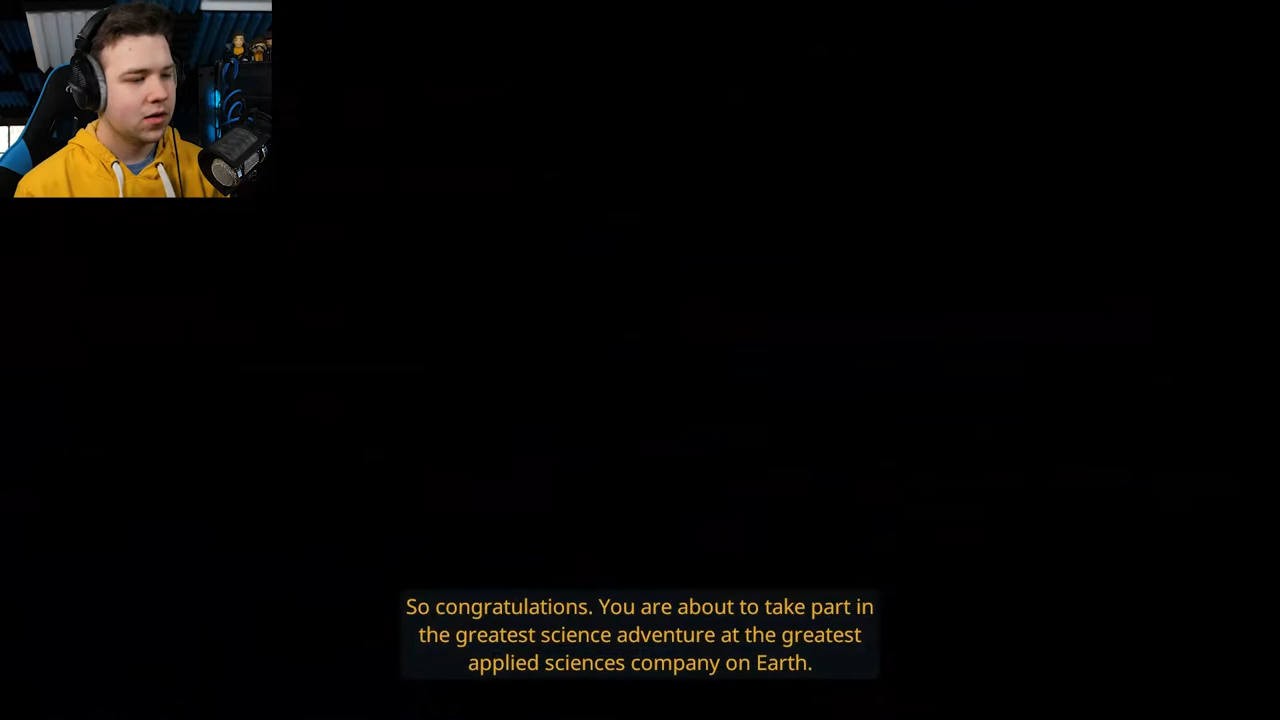 So congratulations. You are about to take part in
the greatest science adventure at the greatest
applied sciences company on Earth.